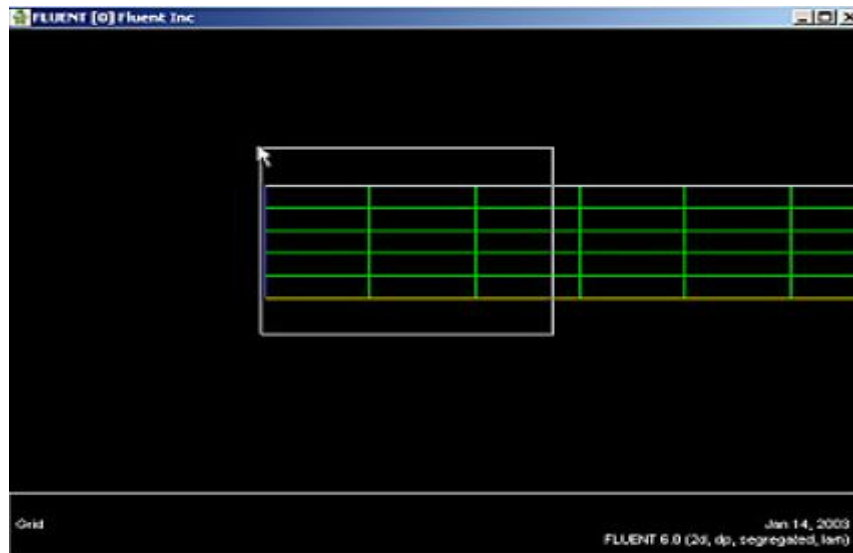 FLUENT [0] Fluent Inc
Grid
Jan 14, 2003
FLUENT 6.0 (2d, dp, segregated, lam)